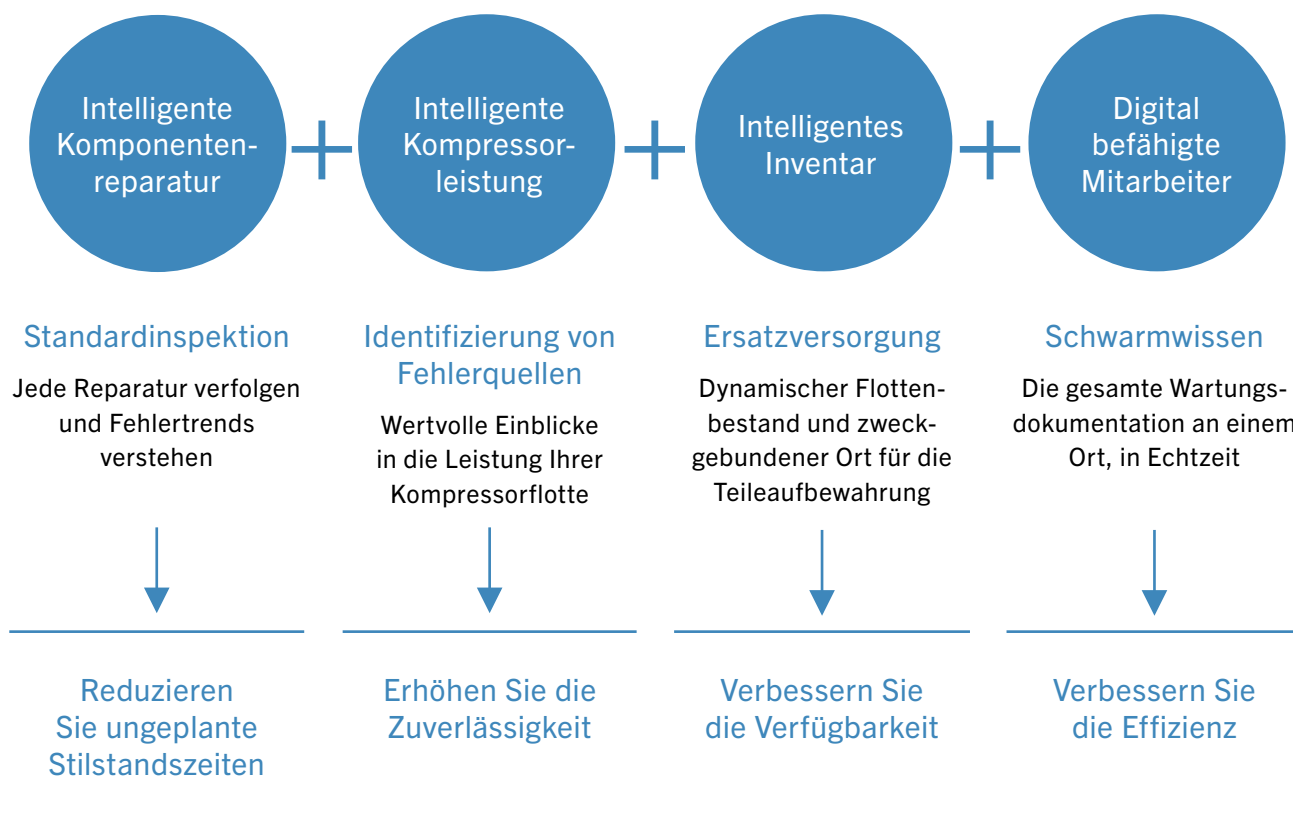 Intelligente
Komponenten-
reparatur
+
Intelligente
Kompressor-
leistung
+
Intelligentes
Inventar
+
Digital
befähigte
Mitarbeiter
Standardinspektion
Jede Reparatur verfolgen
und Fehlertrends
verstehen
Identifizierung von
Fehlerquellen
Wertvolle Einblicke
in die Leistung Ihrer
Kompressorflotte
Ersatzversorgung
Dynamischer Flotten-
bestand und zweck-
gebundener Ort für die
Teileaufbewahrung
Schwarmwissen
Die gesamte Wartungs-
dokumentation an einem
Ort, in Echtzeit
Reduzieren
Sie ungeplante
Stilstandszeiten
Erhöhen Sie die
Zuverlässigkeit
Verbessern Sie
die Verfügbarkeit
Verbessern Sie
die Effizienz